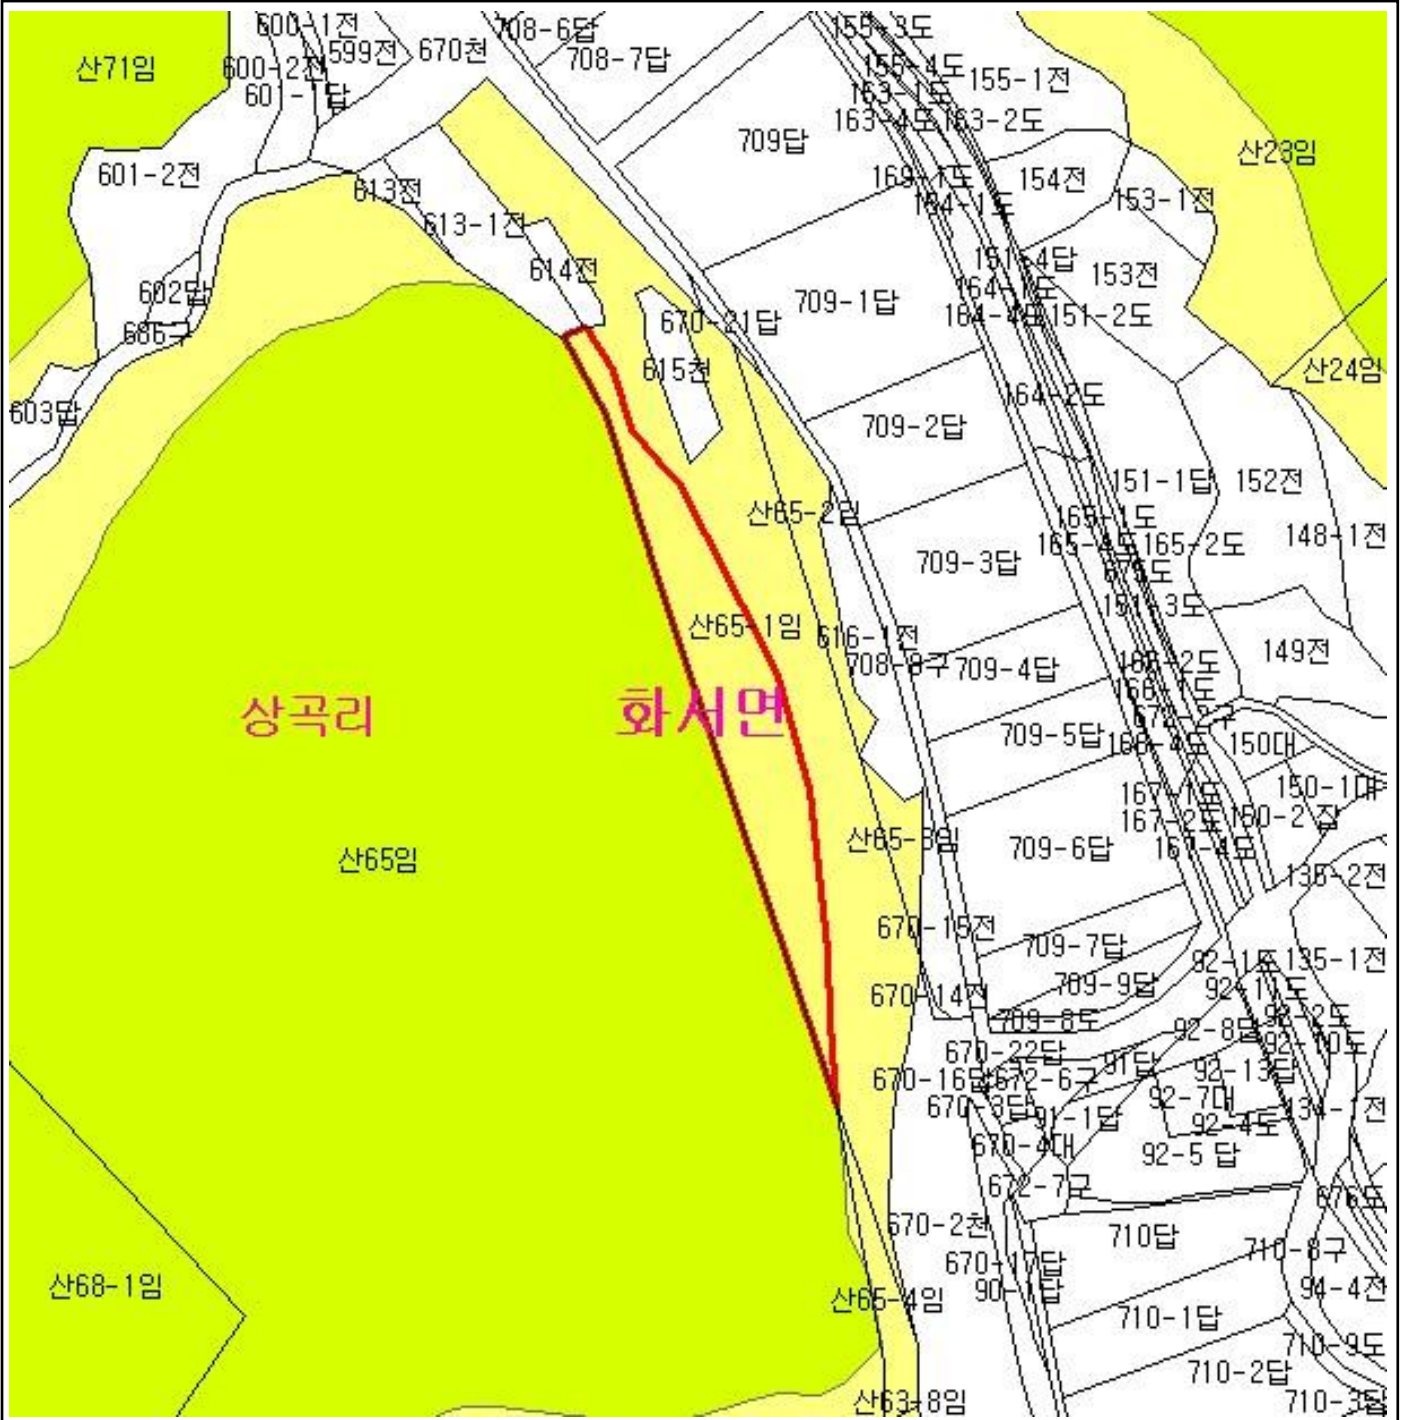 600-1전
708-6답
155-3도
599전
670천
708-7답
산71임
600-2전
155-4도
155-1전
601-1답
153-1도
163-4도
163-2도
709답
산23임
601-2전
613전
169-1도
154전
153-1전
154-1도
613-1전
151-4답
614전
153전
602답
709-1답
164-1도
164-4도
151-2도
670-21답
686구
615천
산24임
603답
164-2도
709-2답
151-1답
152전
산65-2임
165-1도
148-1전
165-4도
165-2도
709-3답
675도
151-3도
산65-1임
616-1전
149전
708-8구
709-4답
상곡리
화서면
709-5답
168-4도
150대
150-1대
167-1도
167-2도
150-2 잡
산65-3임
709-6답
167-4도
산65임
135-2전
670-15전
709-7답
92-1도
135-1전
709-9답
92-11도
670-14전
709-8도
92-2도
92-8답
92-10도
670-22답
91답
92-13답
670-16답
672-6구
92-7대
670-3답
91-1답
134-1전
92-4도
670-4대
92-5 답
672-7구
676도
670-2천
710답
710-8구
670-17답
산68-1임
90-1답
94-4전
산65-4임
710-1답
710-9도
710-2답
산63-8임
710-3답